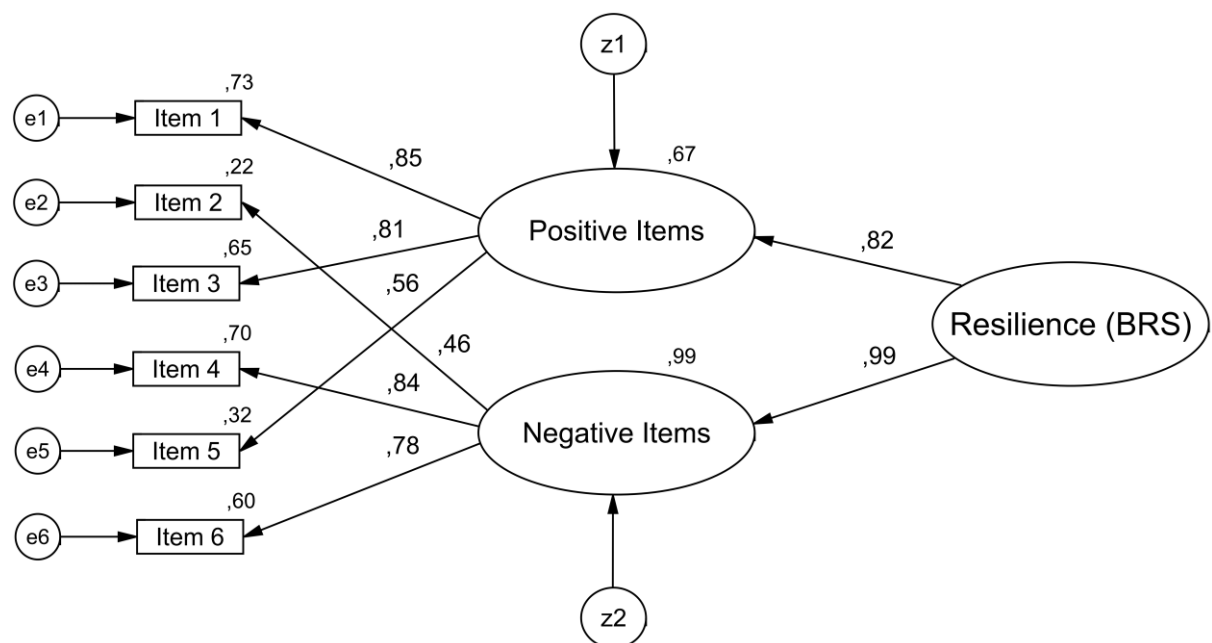 z1
,73
e1
Item 1
,85
,67
,22
e2
Item 2
Positive Items
,81
,82
,65
e3
Item 3
,56
Resilience (BRS)
,46
,70
,99
,99
e4
Item 4
,84
,32
e5
Item 5
,78
Negative Items
,60
e6
Item 6
z2